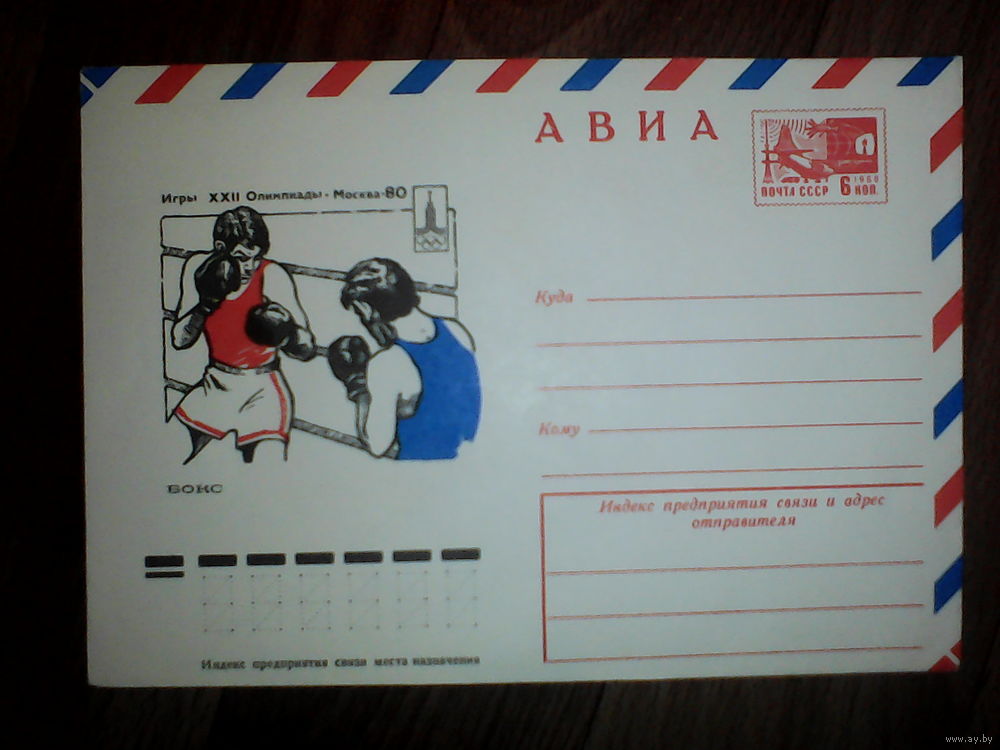 АВИА
1966
ПОЧТА СССР 6 КОП.
Игры XXII Олимпиады · Москва-80
Куда
Кому
БОКС
Индекс предприятия связи и адрес
отправителя
Индекс предприятия связи места назначения
www.ay.by